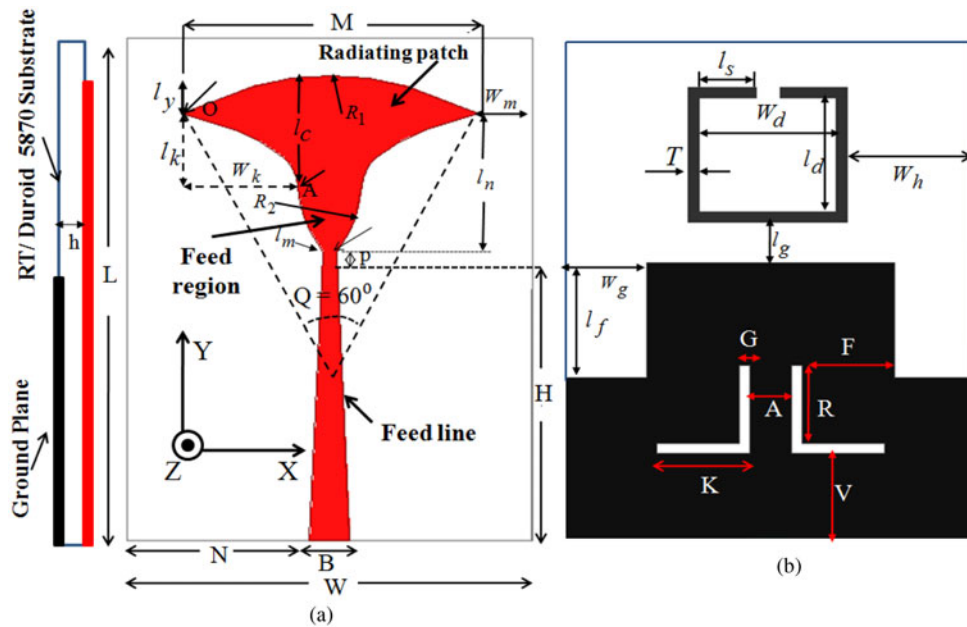 M
Radiating patch
l_y
O
R_1
W_m
l_c
l_k
W_k
A
l_n
R_2
l_m
P
Feed
region
Q = 60°
RT/ Duroid 5870 Substrate
h
L
Y
Z
X
H
Feed line
Ground Plane
N
B
W
(a)
l_s
W_d
T
l_d
W_h
l_g
w_g
l_f
G
F
A
R
K
V
(b)